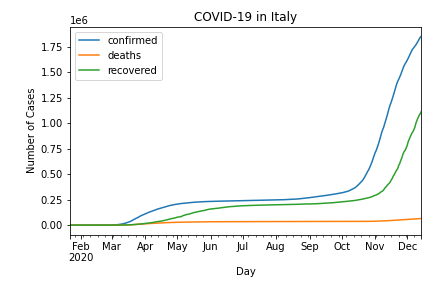 COVID-19 in Italy
1e6
confirmed
deaths
recovered
1.75
1.50
1.25
1.00
0.75
0.50
0.25
0.00
Number of Cases
Feb Mar Apr May Jun Jul Aug Sep Oct Nov Dec
2020
Day